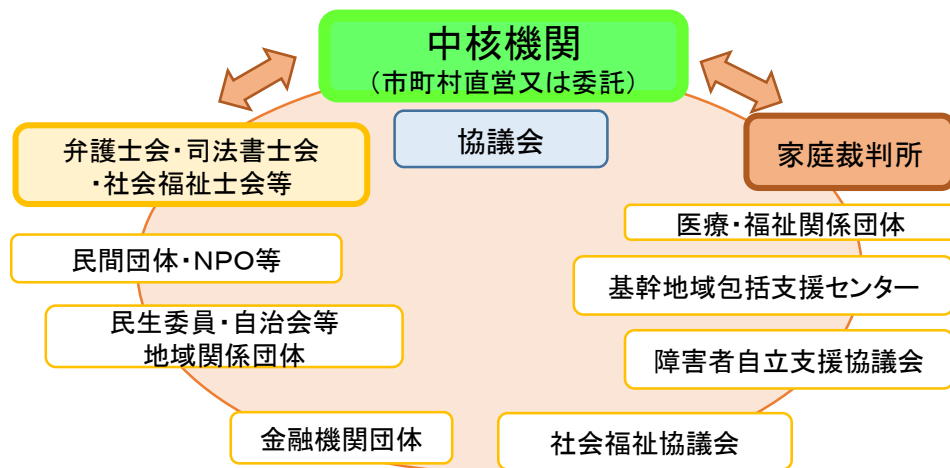 中核機関
(市町村直営又は委託)
協議会
弁護士会・司法書士会
・社会福祉士会等
家庭裁判所
民間団体・NPO等
医療・福祉関係団体
基幹地域包括支援センター
民生委員・自治会等
地域関係団体
障害者自立支援協議会
金融機関団体
社会福祉協議会